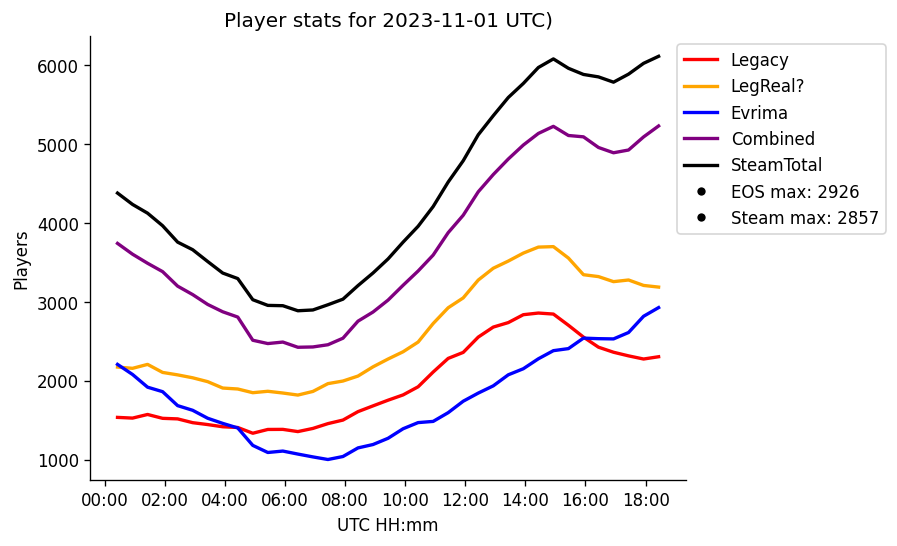 Player stats for 2023-11-01 UTC)
Players
6000
5000
4000
3000
2000
1000
00:00 02:00 04:00 06:00 08:00 10:00 12:00 14:00 16:00 18:00
UTC HH:mm
Legacy
LegReal?
Evrima
Combined
SteamTotal
EOS max: 2926
Steam max: 2857